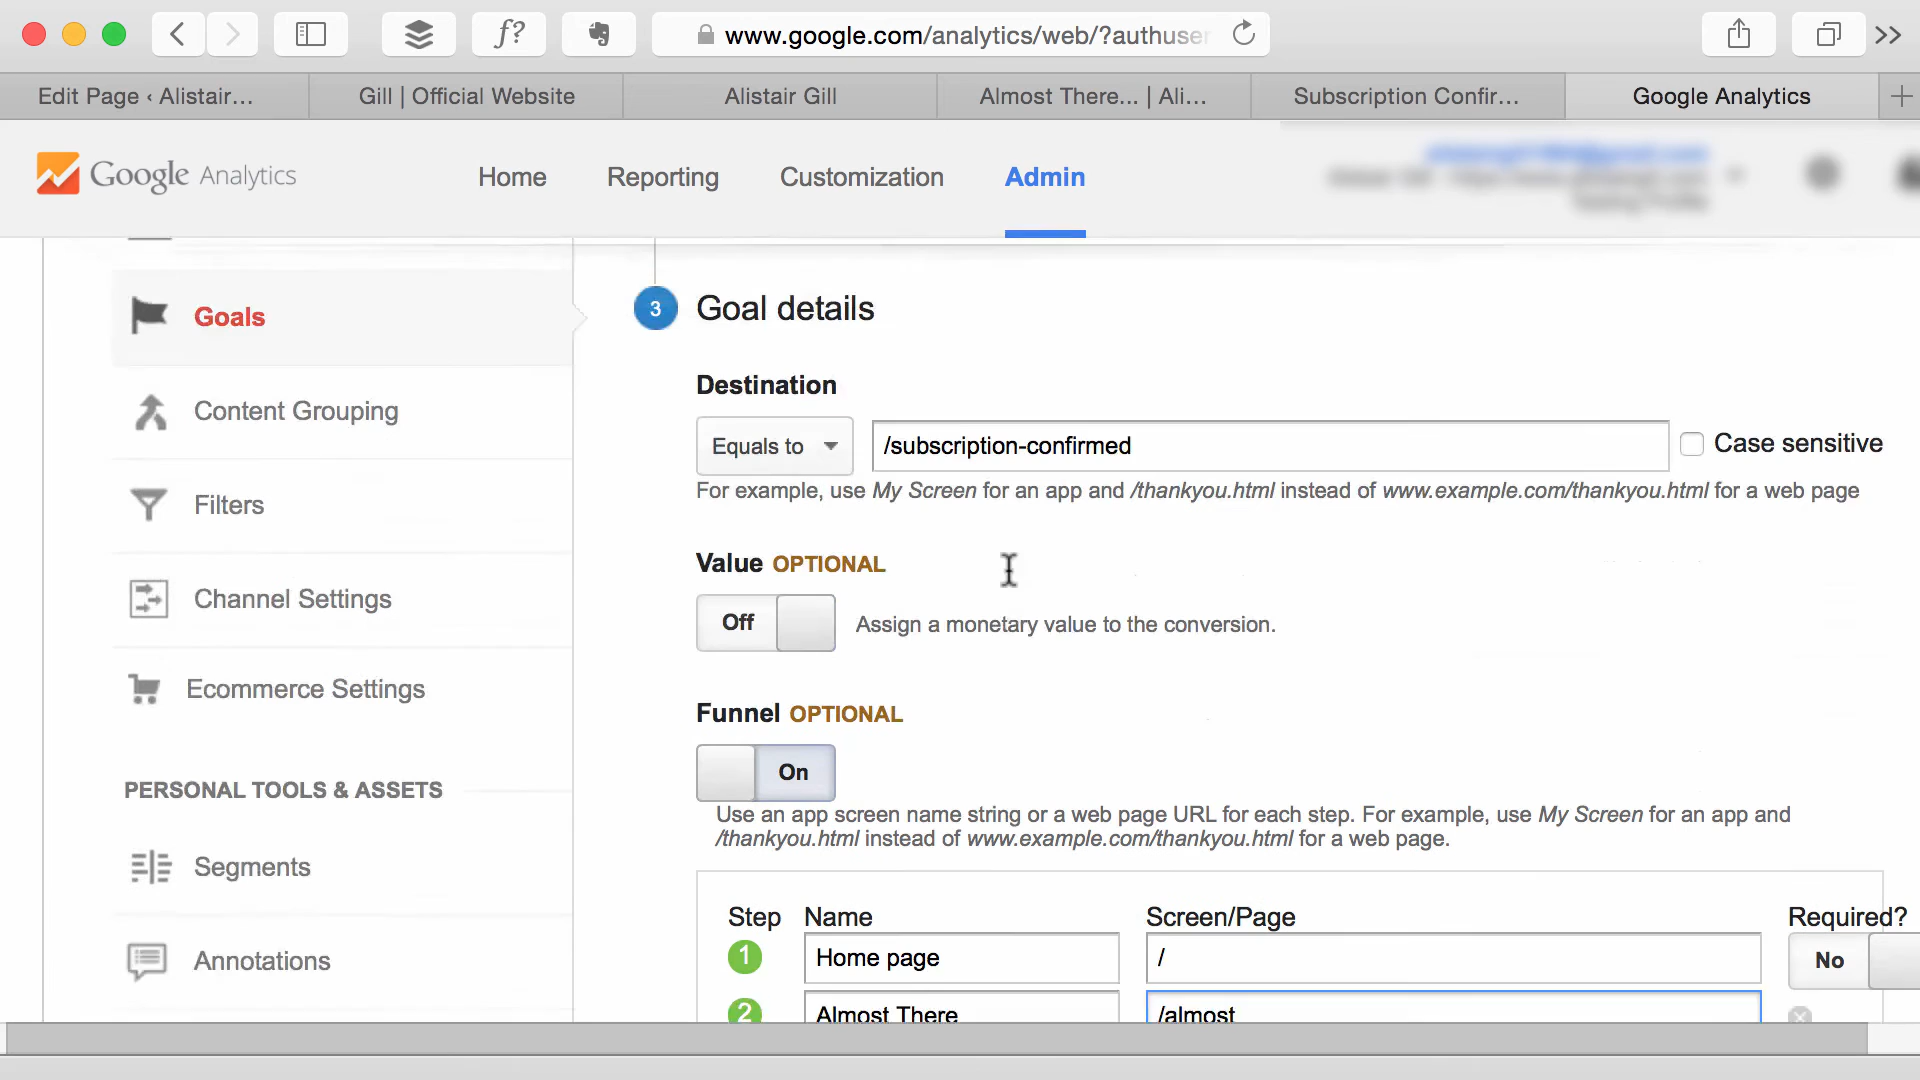 f?
www.google.com/analytics/web/?authuser
Edit Page ‹ Alistair...
Gill | Official Website
Alistair Gill
Almost There... | Ali...
Subscription Confir...
Google Analytics
Google Analytics
Home
Reporting
Customization
Admin
Goals
Content Grouping
Filters
Channel Settings
Ecommerce Settings
PERSONAL TOOLS & ASSETS
Segments
Annotations
3 Goal details
Destination
Equals to
/subscription-confirmed
Case sensitive
For example, use My Screen for an app and /thankyou.html instead of www.example.com/thankyou.html for a web page
Value OPTIONAL
Off
Assign a monetary value to the conversion.
Funnel OPTIONAL
On
Use an app screen name string or a web page URL for each step. For example, use My Screen for an app and
/thankyou.html instead of www.example.com/thankyou.html for a web page.
Step Name Screen/Page Required?
1 Home page / No
2 Almost There /almost